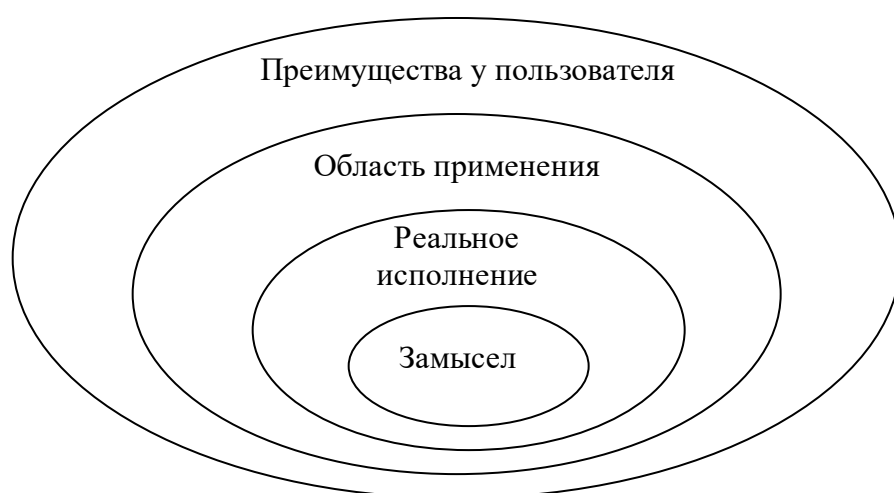 Преимущества у пользователя
Область применения
Реальное
исполнение
Замысел